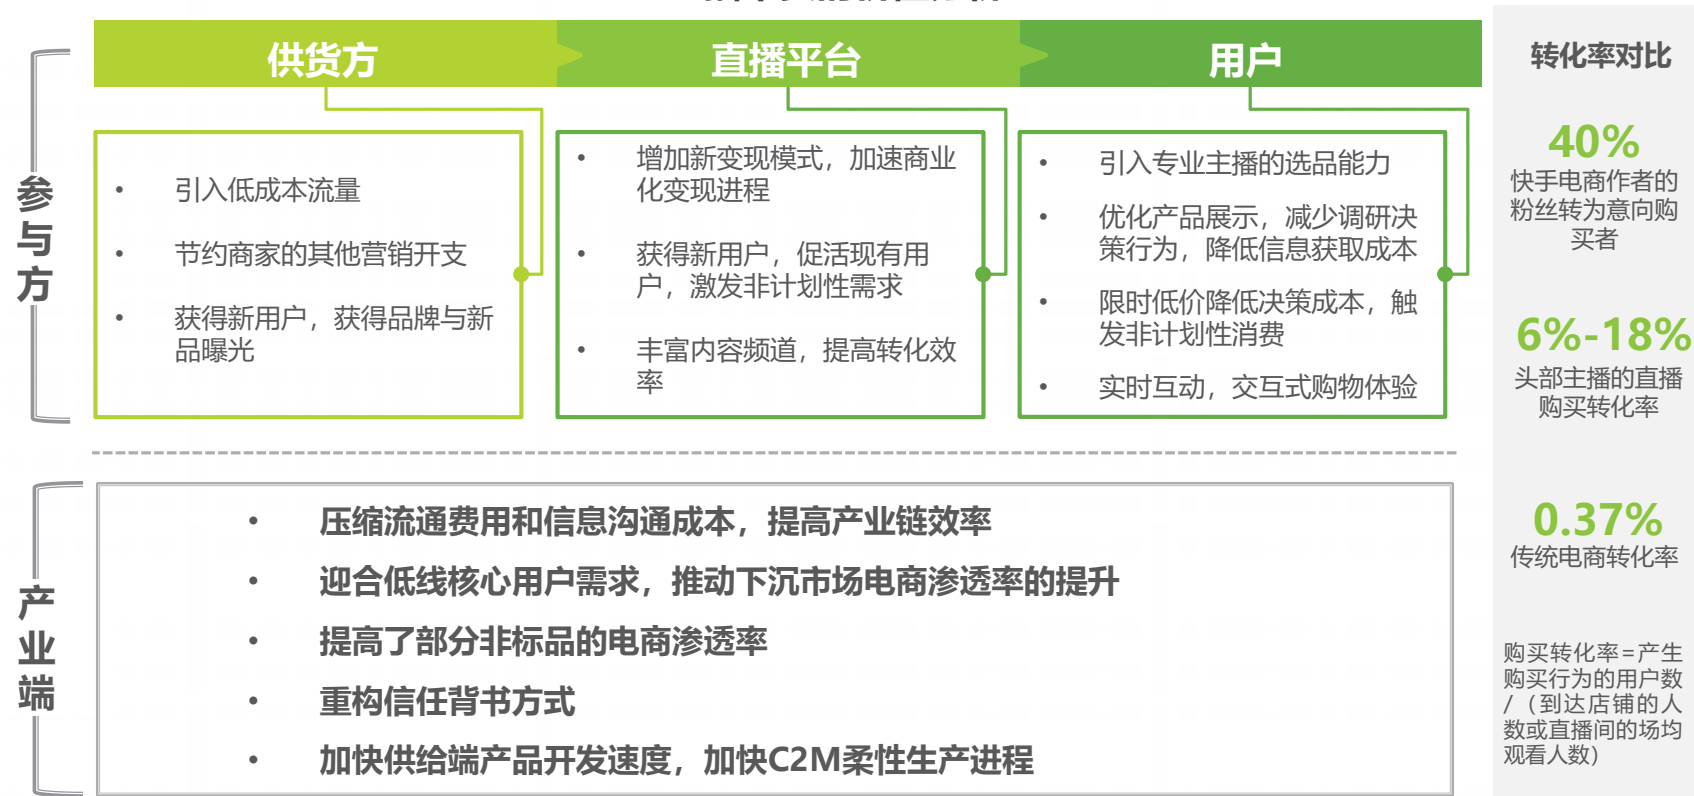 供货方
直播平台
用户
转化率对比
参与方
引入低成本流量
节约商家的其他营销开支
获得新用户，获得品牌与新
品曝光
增加新变现模式，加速商业
化变现进程
获得新用户，促活现有用
户，激发非计划性需求
丰富内容频道，提高转化效
率
引入专业主播的选品能力
优化产品展示，减少调研决
策行为，降低信息获取成本
限时低价降低决策成本，触
发非计划性消费
实时互动，交互式购物体验
40%
快手电商作者的
粉丝转为意向购
买者
6%-18%
头部主播的直播
购买转化率
0.37%
传统电商转化率
购买转化率=产生
购买行为的用户数
/（到达店铺的人
数或直播间的场均
观看人数）
产业端
压缩流通费用和信息沟通成本，提高产业链效率
迎合低线核心用户需求，推动下沉市场电商渗透率的提升
提高了部分非标品的电商渗透率
重构信任背书方式
加快供给端产品开发速度，加快C2M柔性生产进程